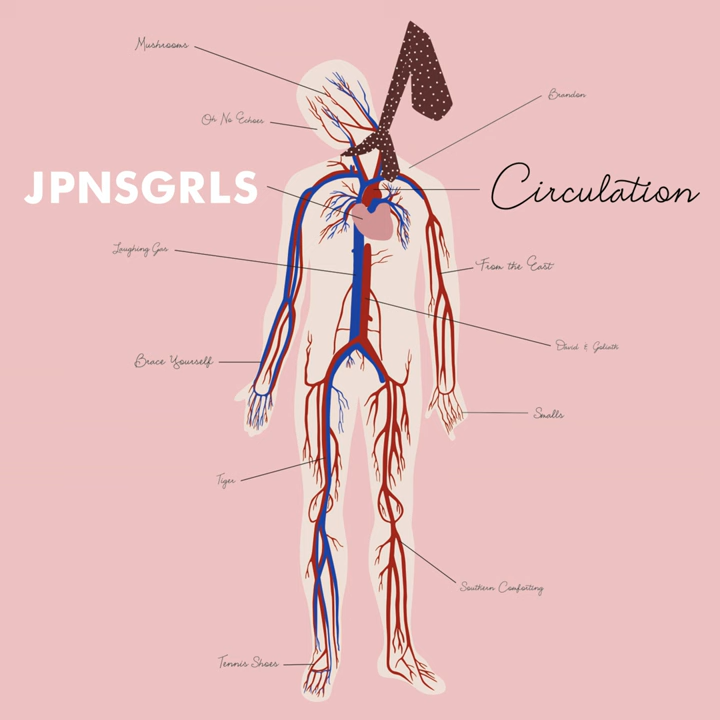 Mushrooms
Brandon
Oh No Echoes
JPNSGRLS
Circulation
Laughing Gas
From the East
David & Goliath
Brace Yourself
Smalls
Tiger
Southern Comforting
Tennis Shoes